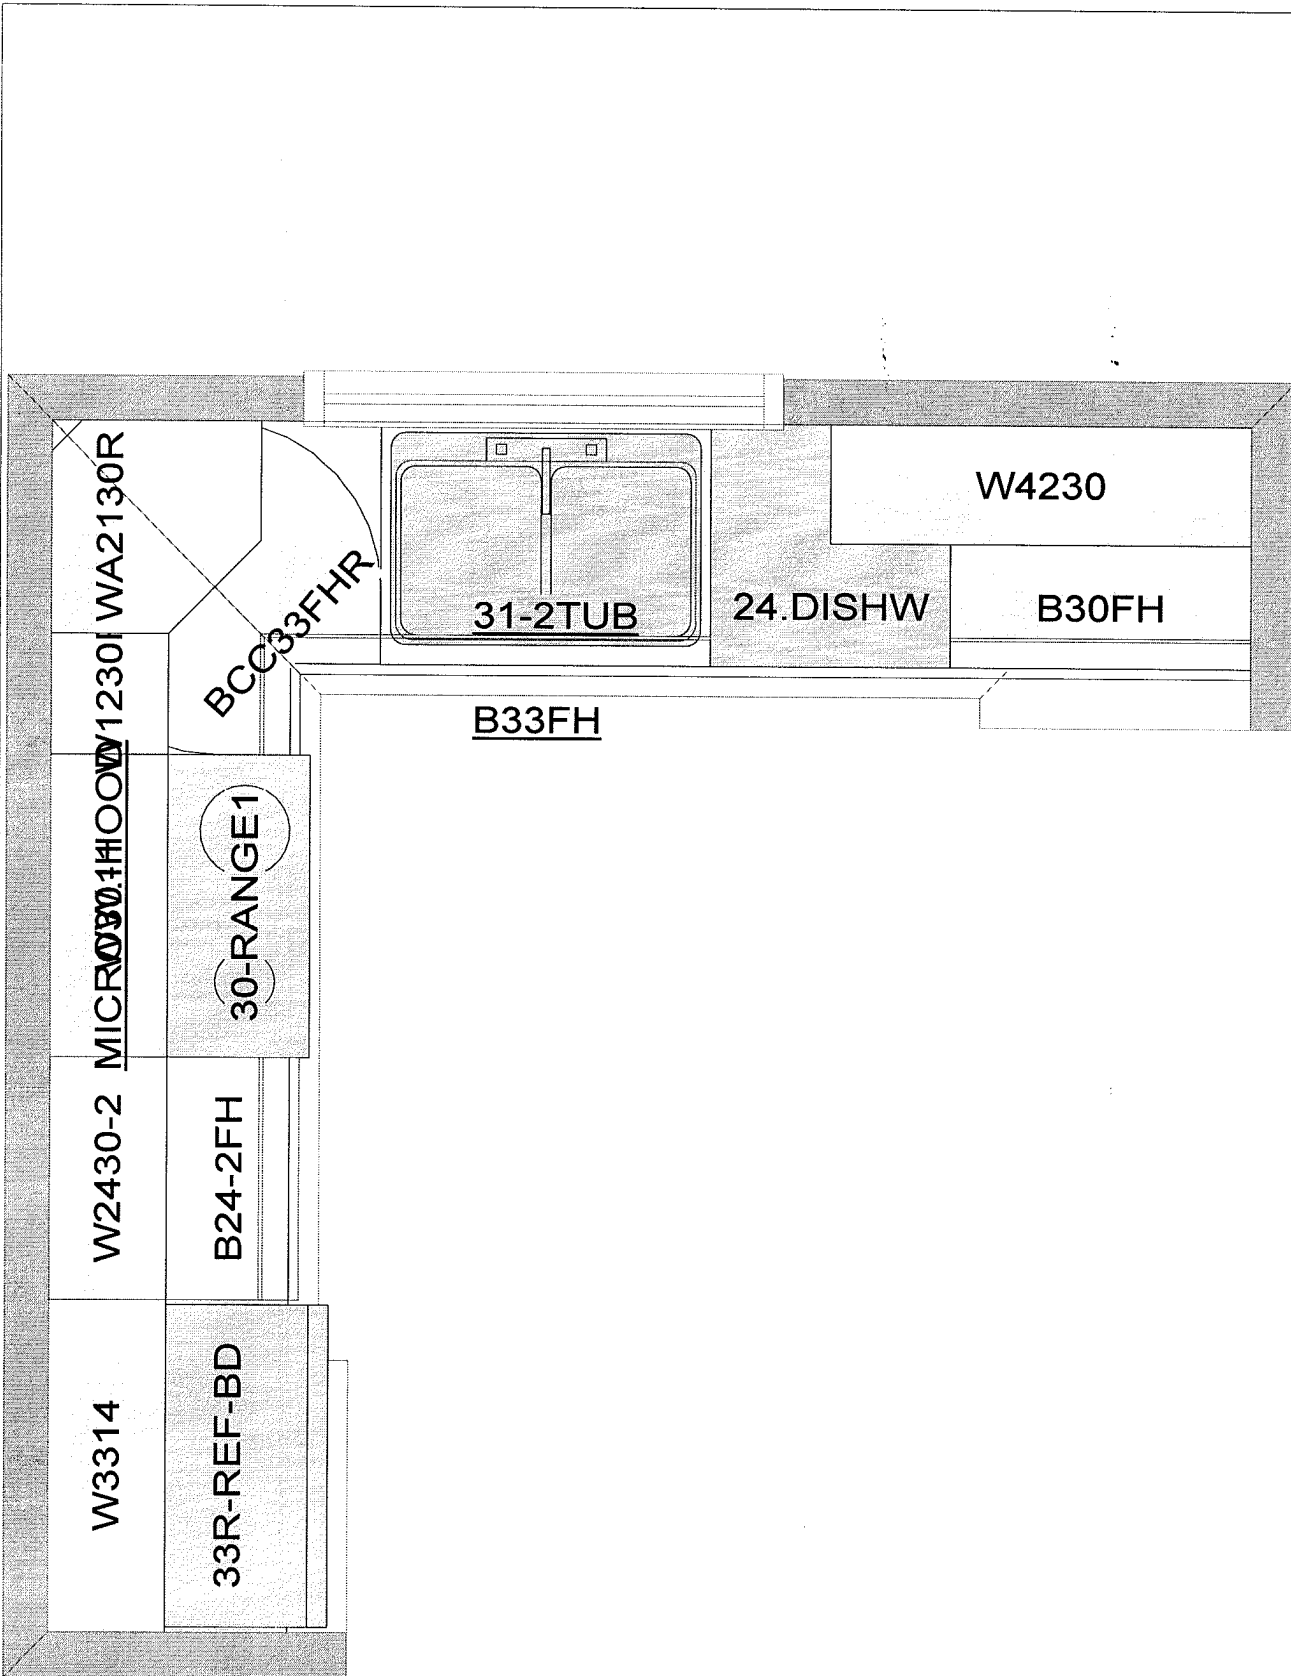 W4230
31-2TUB
24.DISHW
B30FH
B33FH
BCC33FHR
WA2130R
30-RANGE1
W2430-2
B24-2FH
W3314
33R-REF-BD